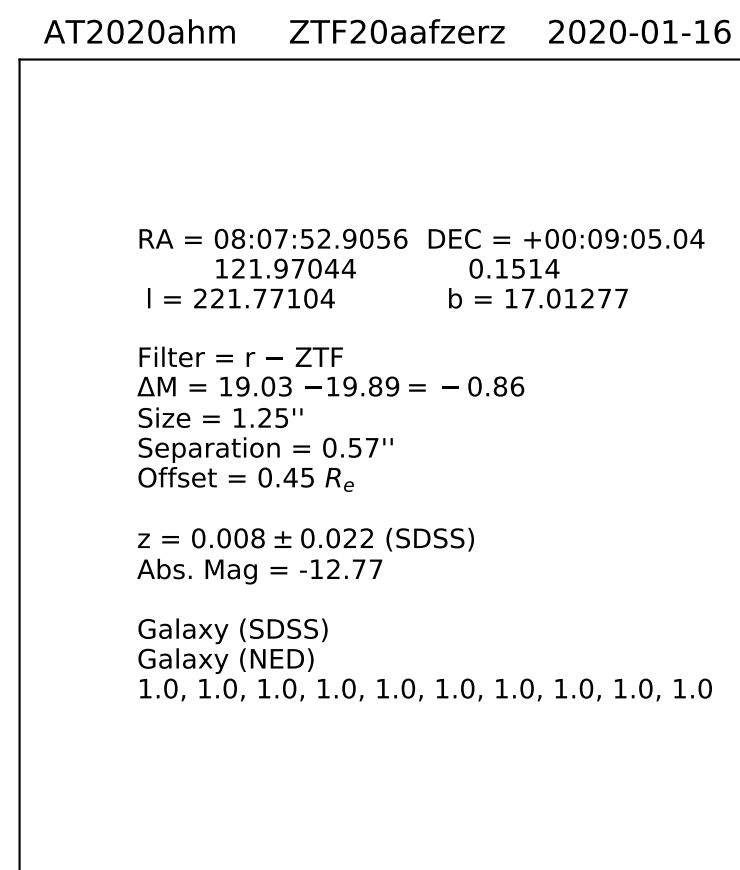 AT2020ahm ZTF20aafzerz 2020-01-16
RA = 08:07:52.9056 DEC = +00:09:05.04
121.97044 0.1514
l = 221.77104 b = 17.01277
Filter = r − ZTF
ΔM = 19.03 −19.89 = −0.86
Size = 1.25''
Separation = 0.57''
Offset = 0.45 Re
z = 0.008 ± 0.022 (SDSS)
Abs. Mag = -12.77
Galaxy (SDSS)
Galaxy (NED)
1.0, 1.0, 1.0, 1.0, 1.0, 1.0, 1.0, 1.0, 1.0, 1.0